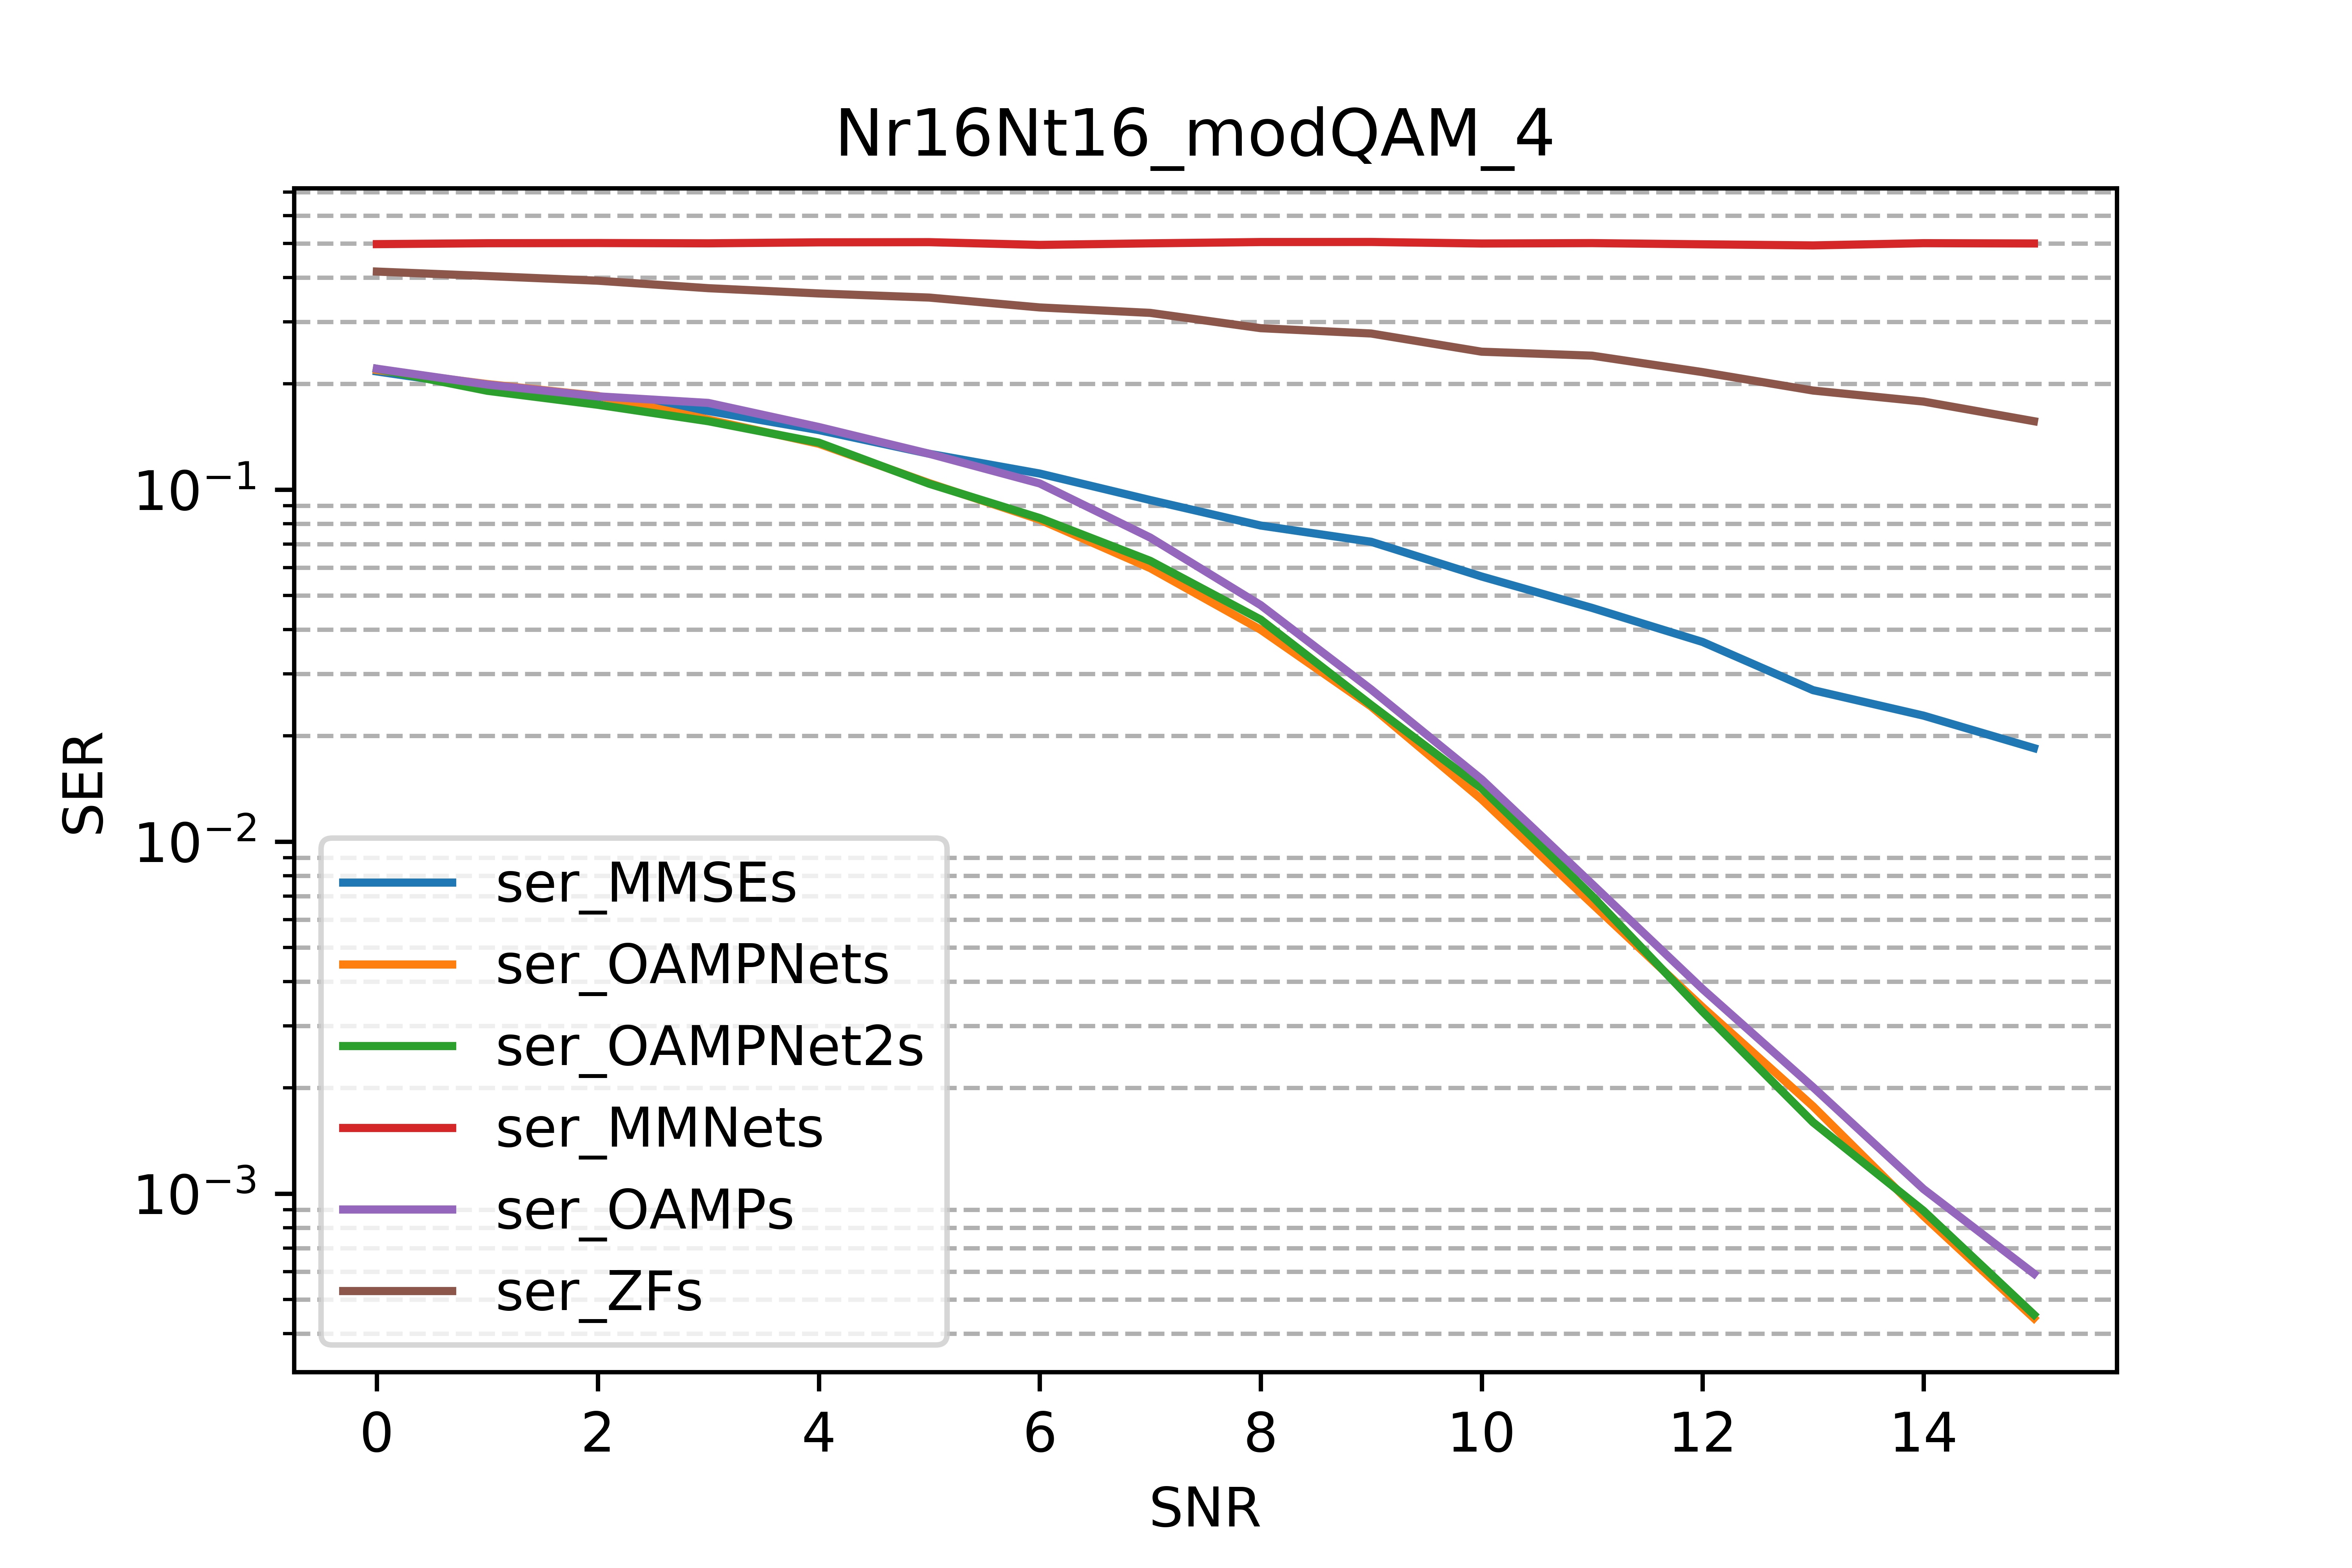 Nr16Nt16_modQAM_4
SER
10⁻¹
10⁻²
10⁻³
ser_MMSEs
ser_OAMPNets
ser_OAMPNet2s
ser_MMNets
ser_OAMPs
ser_ZFs
0 2 4 6 8 10 12 14
SNR